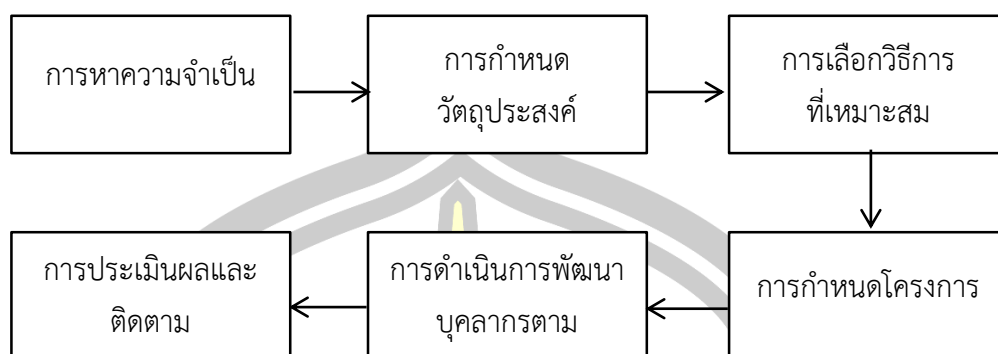 การหาความจำเป็น
การกำหนด
วัตถุประสงค์
การเลือกวิธีการ
ที่เหมาะสม
การกำหนดโครงการ
การดำเนินการพัฒนา
บุคลากรตาม
การประเมินผลและ
ติดตาม